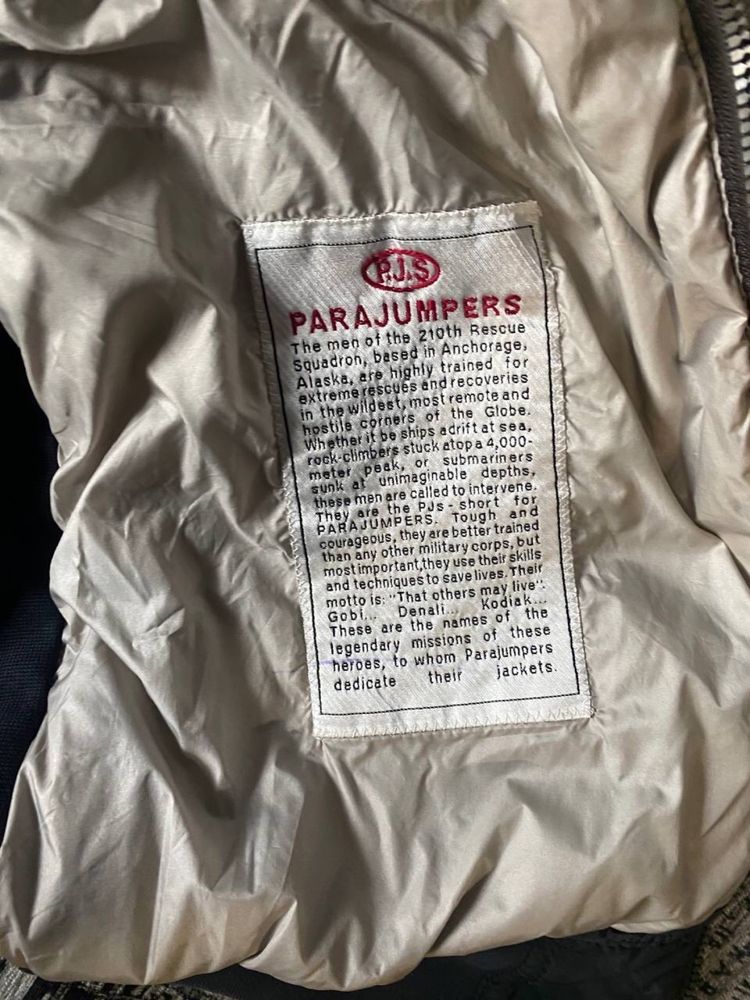 P.J.S
PARAJUMPERS
The men of the 210th Rescue
Squadron, based in Anchorage,
Alaska, are highly trained for
extreme rescues and recoveries
in the wildest, most remote and
hostile corners of the Globe.
Whether it be ships adrift at sea,
rock-climbers stuck atop a 4,000-
meter peak, or submariners
sunk at unimaginable depths,
these men are called to intervene.
They are the PJs - short for
PARAJUMPERS. Tough and
courageous, they are better trained
than any other military corps, but
most important,they use their skills
and techniques to save lives. Their
motto is: "That others may live".
Gobi... Denali... Kodiak...
These are the names of the
legendary missions of these
heroes, to whom Parajumpers
dedicate their jackets.